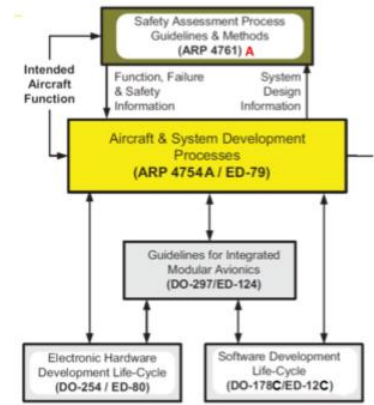 Safety Assessment Process
Guidelines & Methods
(ARP 4761) A
Intended
Aircraft
Function
Function, Failure
& Safety
Information
System
Design
Information
Aircraft & System Development
Processes
(ARP 4754A / ED-79)
Guidelines for Integrated
Modular Avionics
(DO-297/ED-124)
Electronic Hardware
Development Life-Cycle
(DO-254 / ED-80)
Software Development
Life-Cycle
(DO-178C/ED-12C)